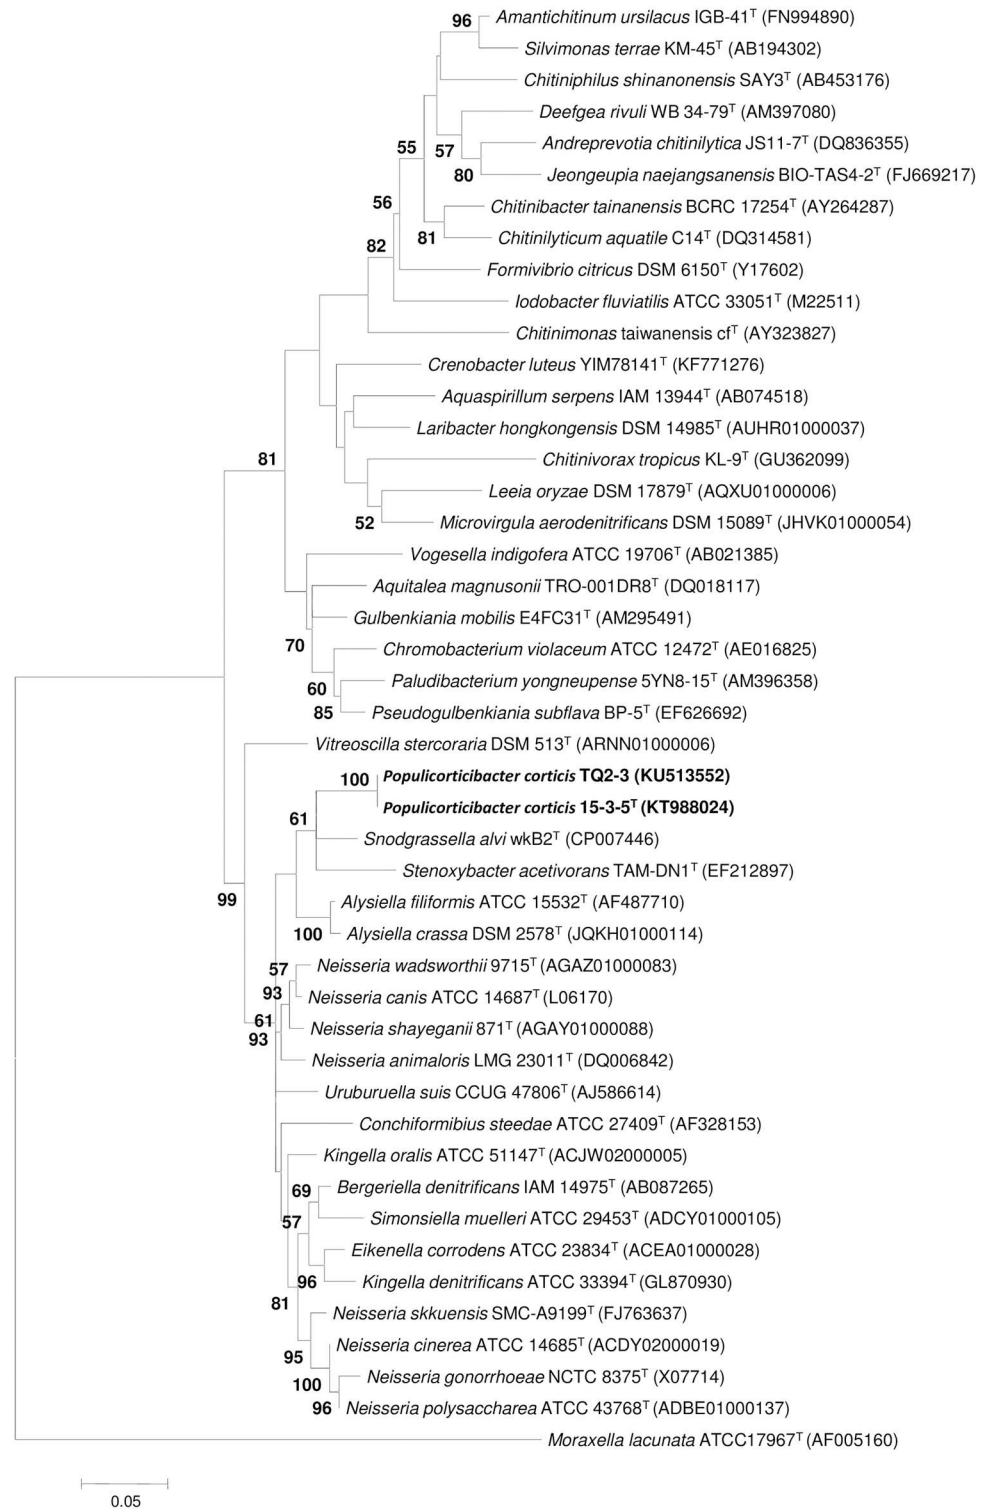 96
Amantichitinum ursilacus IGB-41ᵀ (FN994890)
Silvimonas terrae KM-45ᵀ (AB194302)
Chitiniphilus shinanonensis SAY3ᵀ (AB453176)
Deefgea rivuli WB 34-79ᵀ (AM397080)
Andreprevotia chitinilytica JS11-7ᵀ (DQ836355)
55
57
80
Jeongeupia naejangsanensis BIO-TAS4-2ᵀ (FJ669217)
56
Chitinibacter tainanensis BCRC 17254ᵀ (AY264287)
81
Chitinilyticum aquatile C14ᵀ (DQ314581)
82
Formivibrio citricus DSM 6150ᵀ (Y17602)
Iodobacter fluviatilis ATCC 33051ᵀ (M22511)
Chitinimonas taiwanensis cfᵀ (AY323827)
Crenobacter luteus YIM78141ᵀ (KF771276)
Aquaspirillum serpens IAM 13944ᵀ (AB074518)
Laribacter hongkongensis DSM 14985ᵀ (AUHR01000037)
81
Chitinivorax tropicus KL-9ᵀ (GU362099)
Leeia oryzae DSM 17879ᵀ (AQXU01000006)
52
Microvirgula aerodenitrificans DSM 15089ᵀ (JHVK01000054)
Vogesella indigofera ATCC 19706ᵀ (AB021385)
Aquitalea magnusonii TRO-001DR8ᵀ (DQ018117)
Gulbenkiania mobilis E4FC31ᵀ (AM295491)
70
Chromobacterium violaceum ATCC 12472ᵀ (AE016825)
60
Paludibacterium yongneupense 5YN8-15ᵀ (AM396358)
85
Pseudogulbenkiania subflava BP-5ᵀ (EF626692)
Vitreoscilla stercoraria DSM 513ᵀ (ARNN01000006)
100
Populicorticibacter corticis TQ2-3 (KU513552)
Populicorticibacter corticis 15-3-5ᵀ (KT988024)
61
Snodgrassella alvi wkB2ᵀ (CP007446)
Stenoxybacter acetivorans TAM-DN1ᵀ (EF212897)
99
Alysiella filiformis ATCC 15532ᵀ (AF487710)
100
Alysiella crassa DSM 2578ᵀ (JQKH01000114)
57
Neisseria wadsworthii 9715ᵀ (AGAZ01000083)
93
Neisseria canis ATCC 14687ᵀ (L06170)
61
Neisseria shayeganii 871ᵀ (AGAY01000088)
93
Neisseria animaloris LMG 23011ᵀ (DQ006842)
Uruburuella suis CCUG 47806ᵀ (AJ586614)
Conchiformibius steedae ATCC 27409ᵀ (AF328153)
Kingella oralis ATCC 51147ᵀ (ACJW02000005)
69
Bergeriella denitrificans IAM 14975ᵀ (AB087265)
57
Simonsiella muelleri ATCC 29453ᵀ (ADCY01000105)
Eikenella corrodens ATCC 23834ᵀ (ACEA01000028)
96
Kingella denitrificans ATCC 33394ᵀ (GL870930)
81
Neisseria skkuensis SMC-A9199ᵀ (FJ763637)
Neisseria cinerea ATCC 14685ᵀ (ACDY02000019)
95
Neisseria gonorrhoeae NCTC 8375ᵀ (X07714)
100
96
Neisseria polysaccharea ATCC 43768ᵀ (ADBE01000137)
Moraxella lacunata ATCC17967ᵀ (AF005160)
0.05